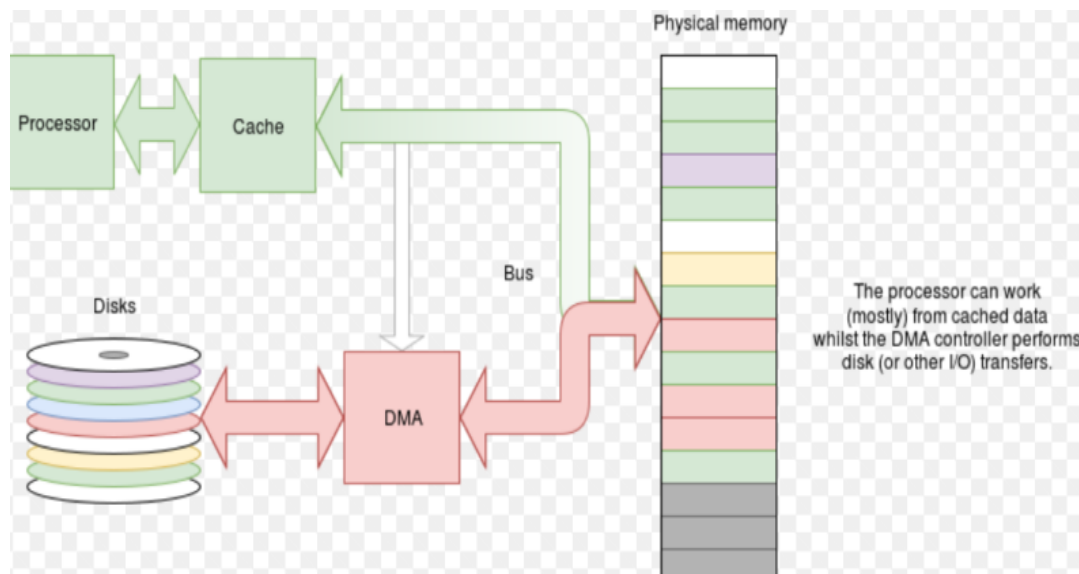 Physical memory
Processor
Cache
Bus
Disks
The processor can work
(mostly) from cached data
whilst the DMA controller performs
disk (or other I/O) transfers.
DMA